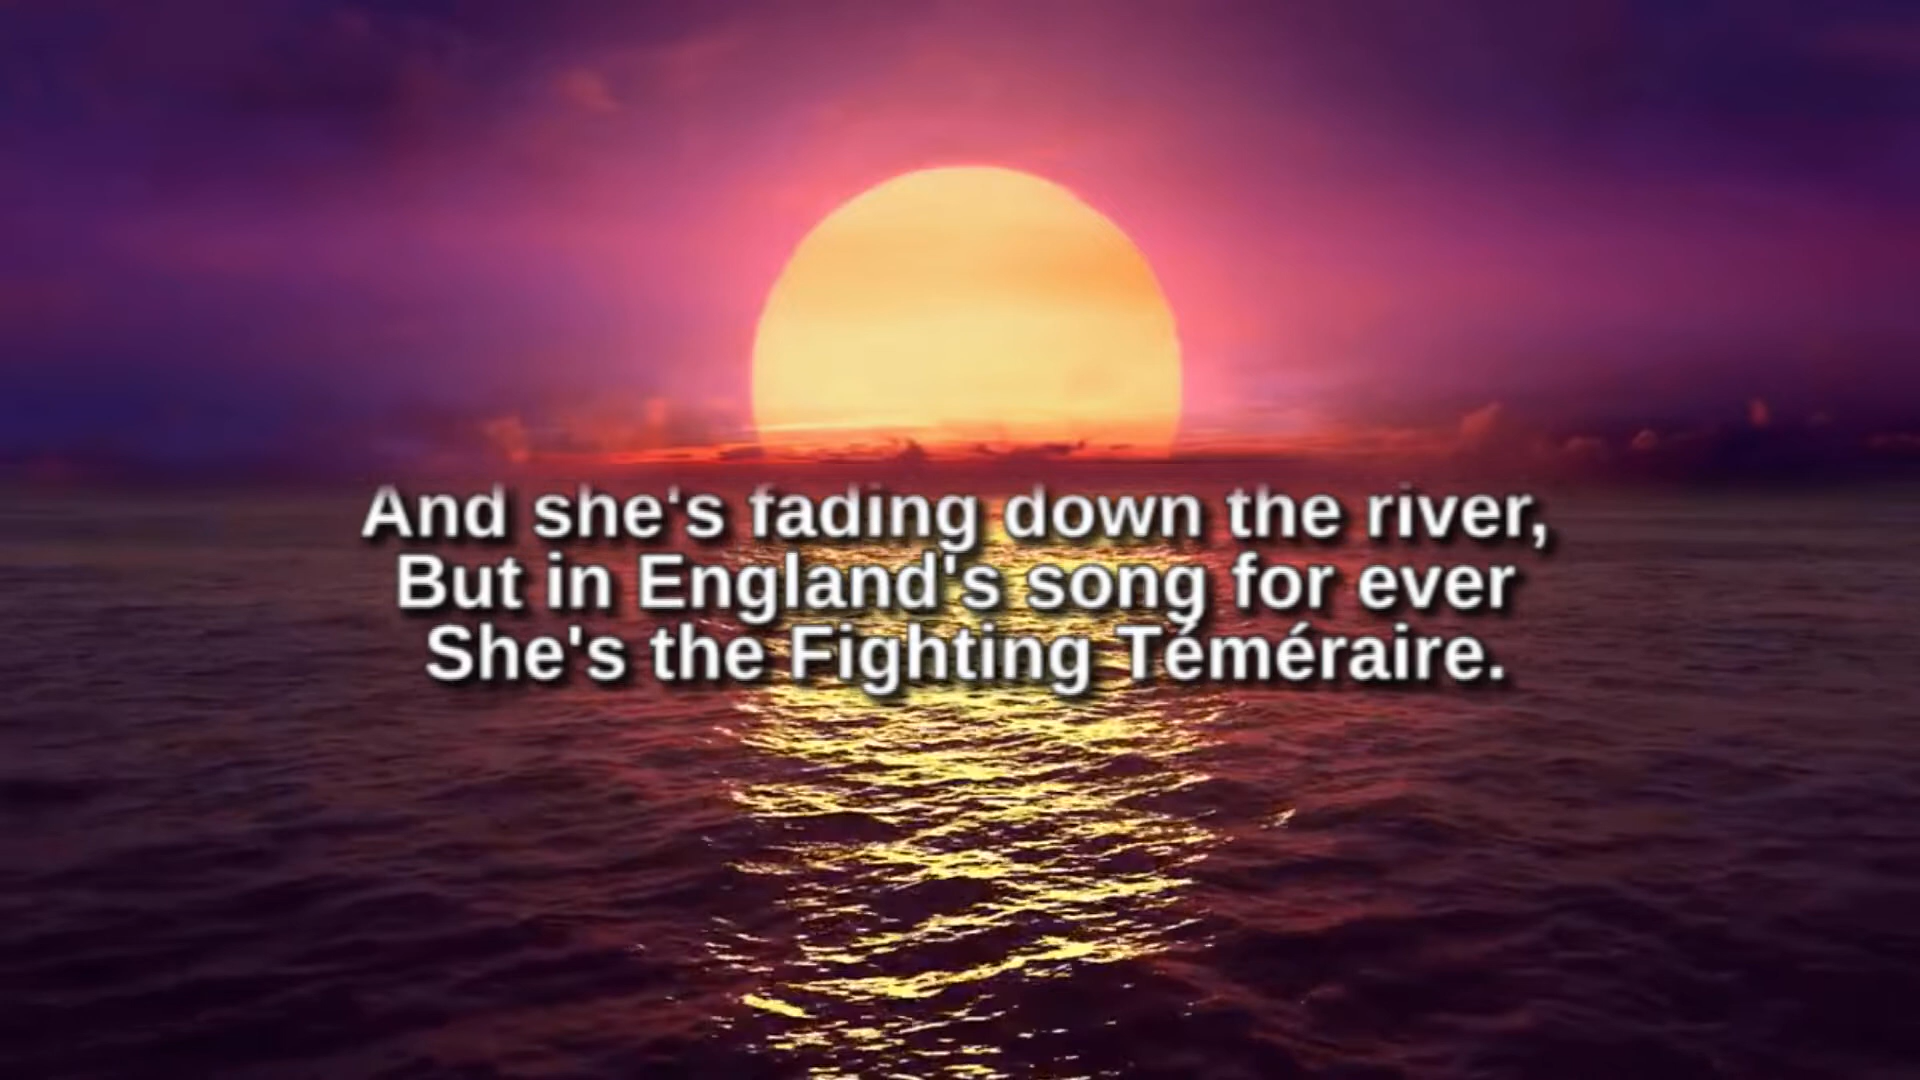 And she's fading down the river,
But in England's song for ever
She's the Fighting Téméraire.